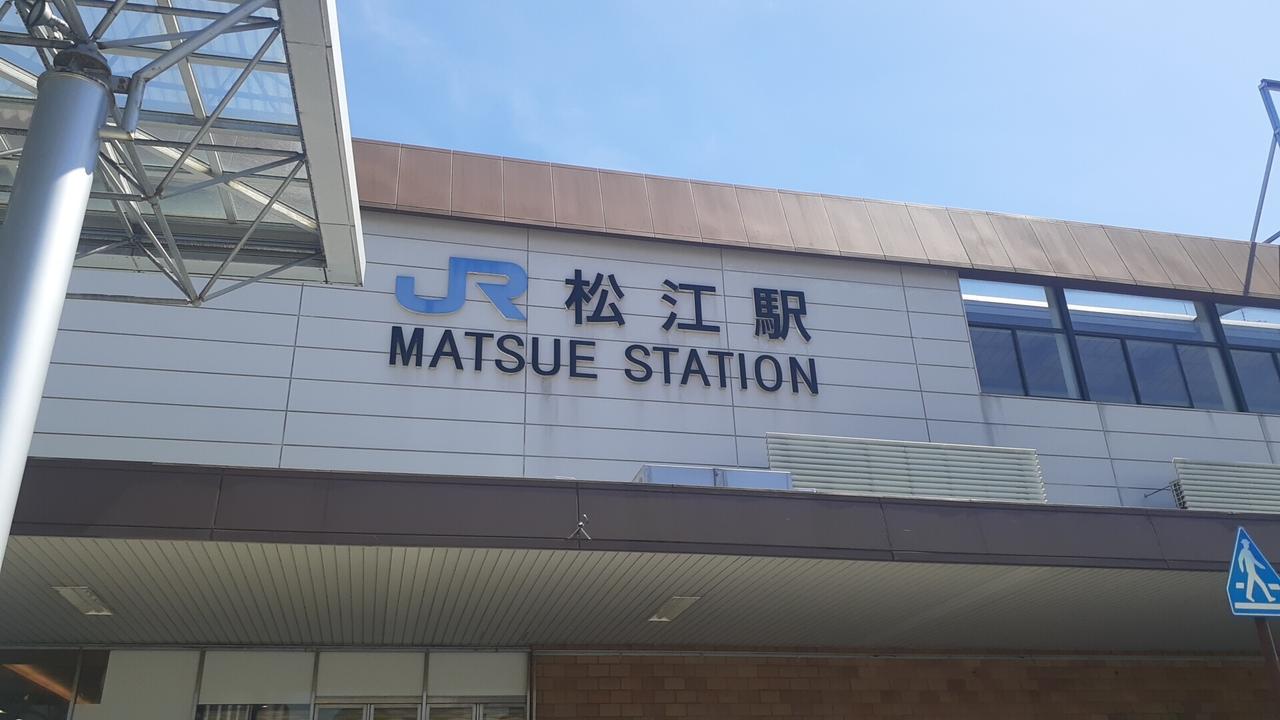 JR 松江駅
MATSUE STATION